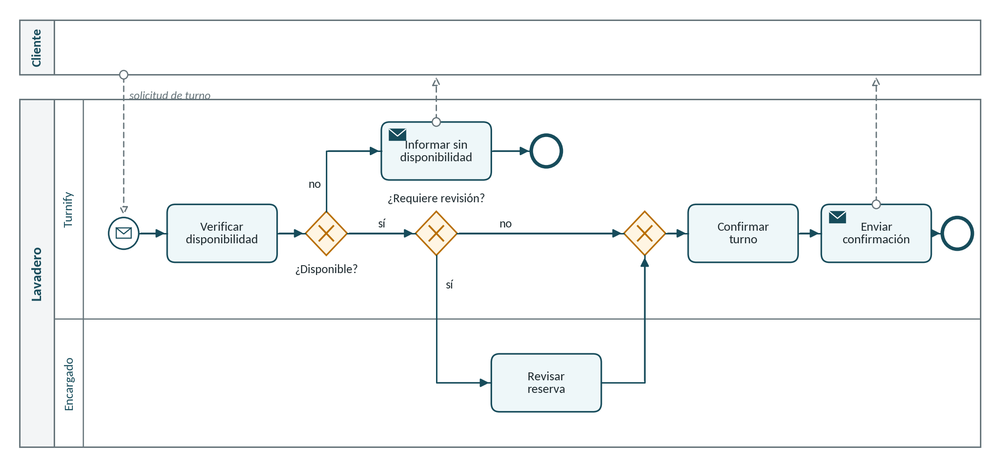 Cliente
solicitud de turno
Lavadero
Turnify
Informar sin
disponibilidad
no
¿Requiere revisión?
Verificar
disponibilidad
sí
no
Confirmar
turno
Enviar
confirmación
¿Disponible?
sí
Encargado
Revisar
reserva